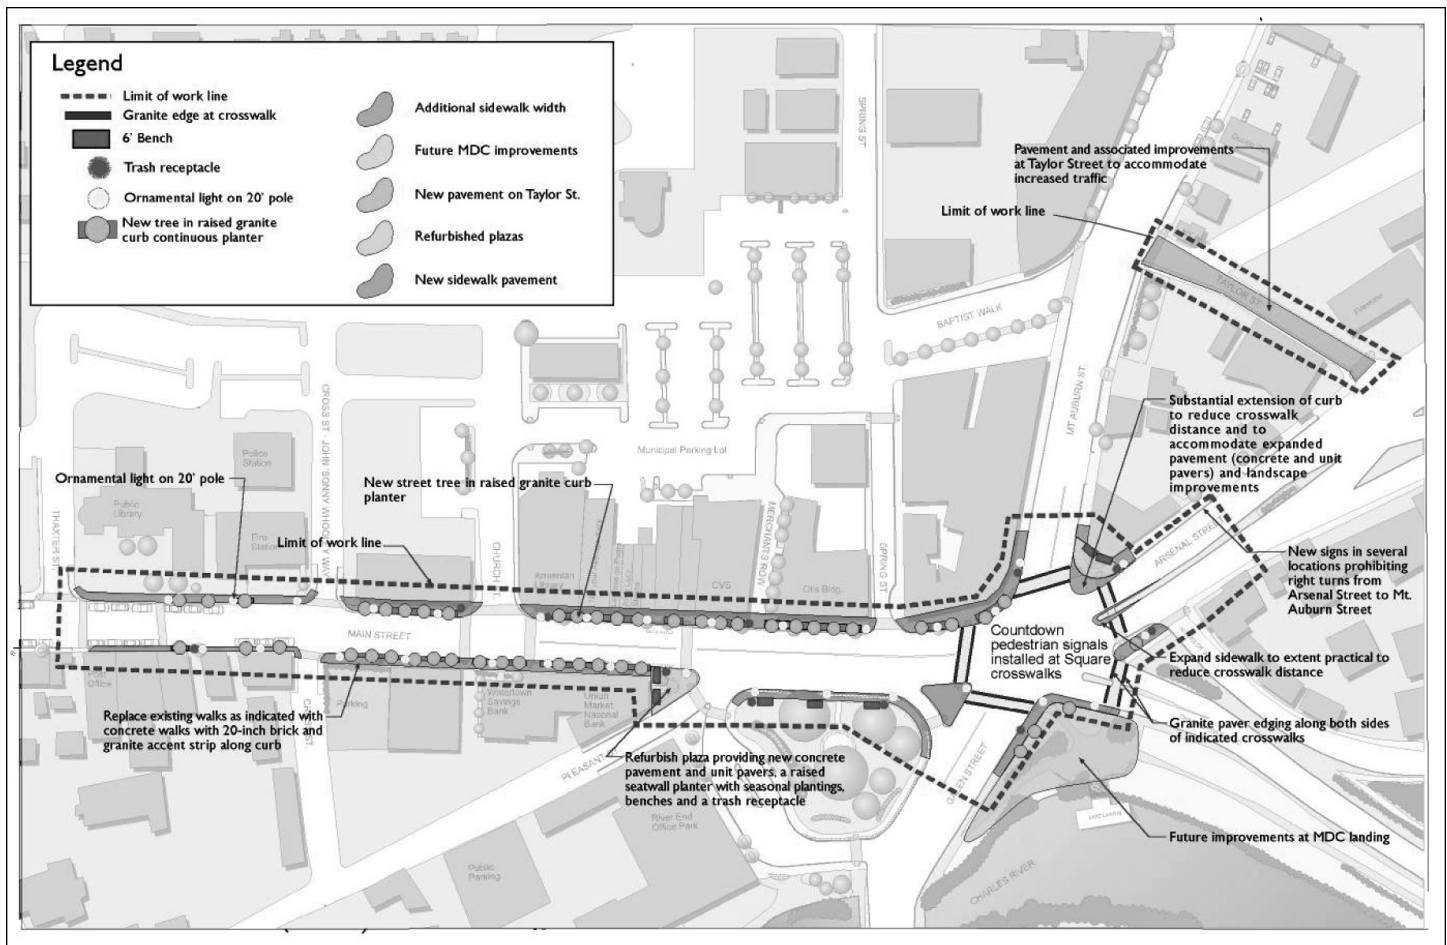 Legend
Limit of work line
Granite edge at crosswalk
6' Bench
Trash receptacle
Ornamental light on 20' pole
New tree in raised granite
curb continuous planter
Additional sidewalk width
Future MDC improvements
New pavement on Taylor St.
Refurbished plazas
New sidewalk pavement
SPRING ST
Pavement and associated improvements
at Taylor Street to accommodate
increased traffic
Limit of work line
TAYLOR ST
Firestone
BAPTIST WALK
MT AUBURN ST.
Substantial extension of curb
to reduce crosswalk
distance and to
accommodate expanded
pavement (concrete and unit
pavers) and landscape
improvements
Municipal Parking Lot
CROSS ST - JOHN 'SONNY' WHOOLEY WAY
Police
Station
Ornamental light on 20' pole
New street tree in raised granite curb
planter
Public
Library
Fire
Station
THAXTER ST.
Limit of work line
CHURCH
Armenian
Library
CVS
MERCHANTS ROW
Otis Bldg.
SPRING ST.
ARSENAL STREET
New signs in several
locations prohibiting
right turns from
Arsenal Street to Mt.
Auburn Street
MAIN STREET
Countdown
pedestrian signals
installed at Square
crosswalks
Expand sidewalk to extent practical to
reduce crosswalk distance
Post
Office
Parking
Watertown
Savings
Bank
Union
Market
National
Bank
Replace existing walks as indicated with
concrete walks with 20-inch brick and
granite accent strip along curb
Granite paver edging along both sides
of indicated crosswalks
Refurbish plaza providing new concrete
pavement and unit pavers, a raised
seatwall planter with seasonal plantings,
benches and a trash receptacle
PLEASANT
GALEN STREET
River End
Office Park
Public
Parking
Future improvements at MDC landing
CHARLES RIVER